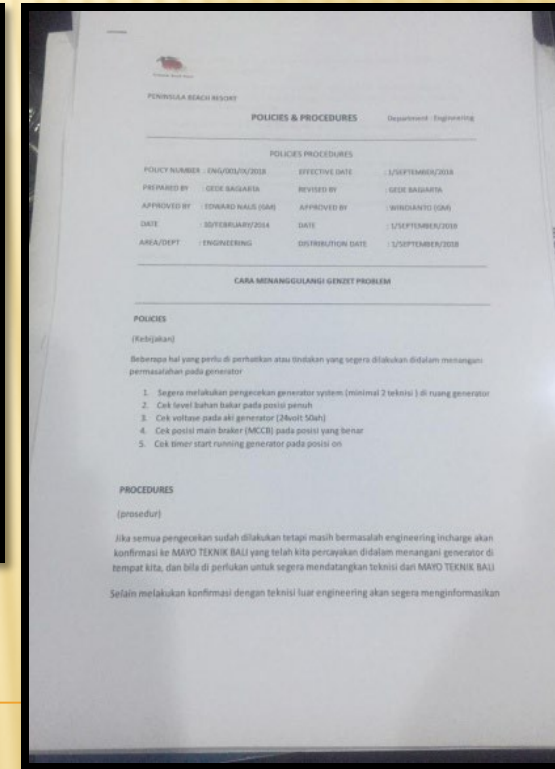 PENINSULA BEACH RESORT
POLICIES & PROCEDURES Department : Engineering
POLICIES PROCEDURES
POLICY NUMBER : ENG/001/IX/2018 EFFECTIVE DATE : 1/SEPTEMBER/2018
PREPARED BY : GEDE BAGIARTA REVISED BY : GEDE BAGIARTA
APPROVED BY : EDWARD NALIS (GM) APPROVED BY : WINDIANTO (GM)
DATE : 10/FEBRUARY/2014 DATE : 1/SEPTEMBER/2018
AREA/DEPT : ENGINEERING DISTRIBUTION DATE : 1/SEPTEMBER/2018
CARA MENANGGULANGI GENZET PROBLEM
POLICIES
(Kebijakan)
Beberapa hal yang perlu di perhatikan atau tindakan yang segera dilakukan didalam menangani
permasalahan pada generator
1. Segera melakukan pengecekan generator system (minimal 2 teknisi ) di ruang generator
2. Cek level bahan bakar pada posisi penuh
3. Cek voltase pada aki generator (24volt 50ah)
4. Cek posisi main braker (MCCB) pada posisi yang benar
5. Cek timer start running generator pada posisi on
PROCEDURES
(prosedur)
Jika semua pengecekan sudah dilakukan tetapi masih bermasalah engineering incharge akan
konfirmasi ke MAYO TEKNIK BALI yang telah kita percayakan didalam menangani generator di
tempat kita, dan bila di perlukan untuk segera mendatangkan teknisi dari MAYO TEKNIK BALI
Selain melakukan konfirmasi dengan teknisi luar engineering akan segera menginformasikan